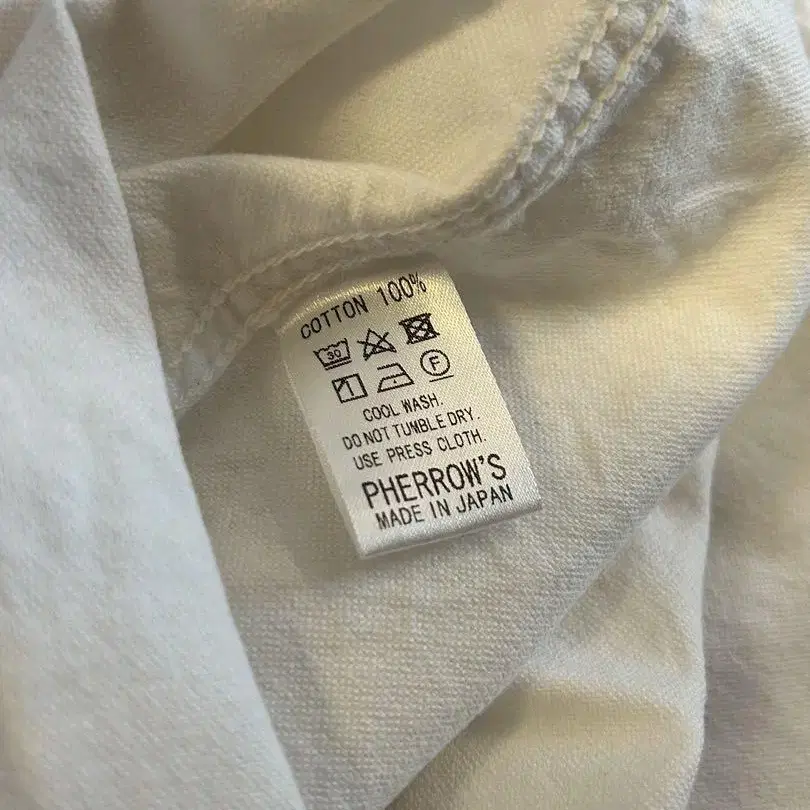 COTTON 100%
30
F
COOL WASH.
DO NOT TUMBLE DRY.
USE PRESS CLOTH.
PHERROW'S
MADE IN JAPAN